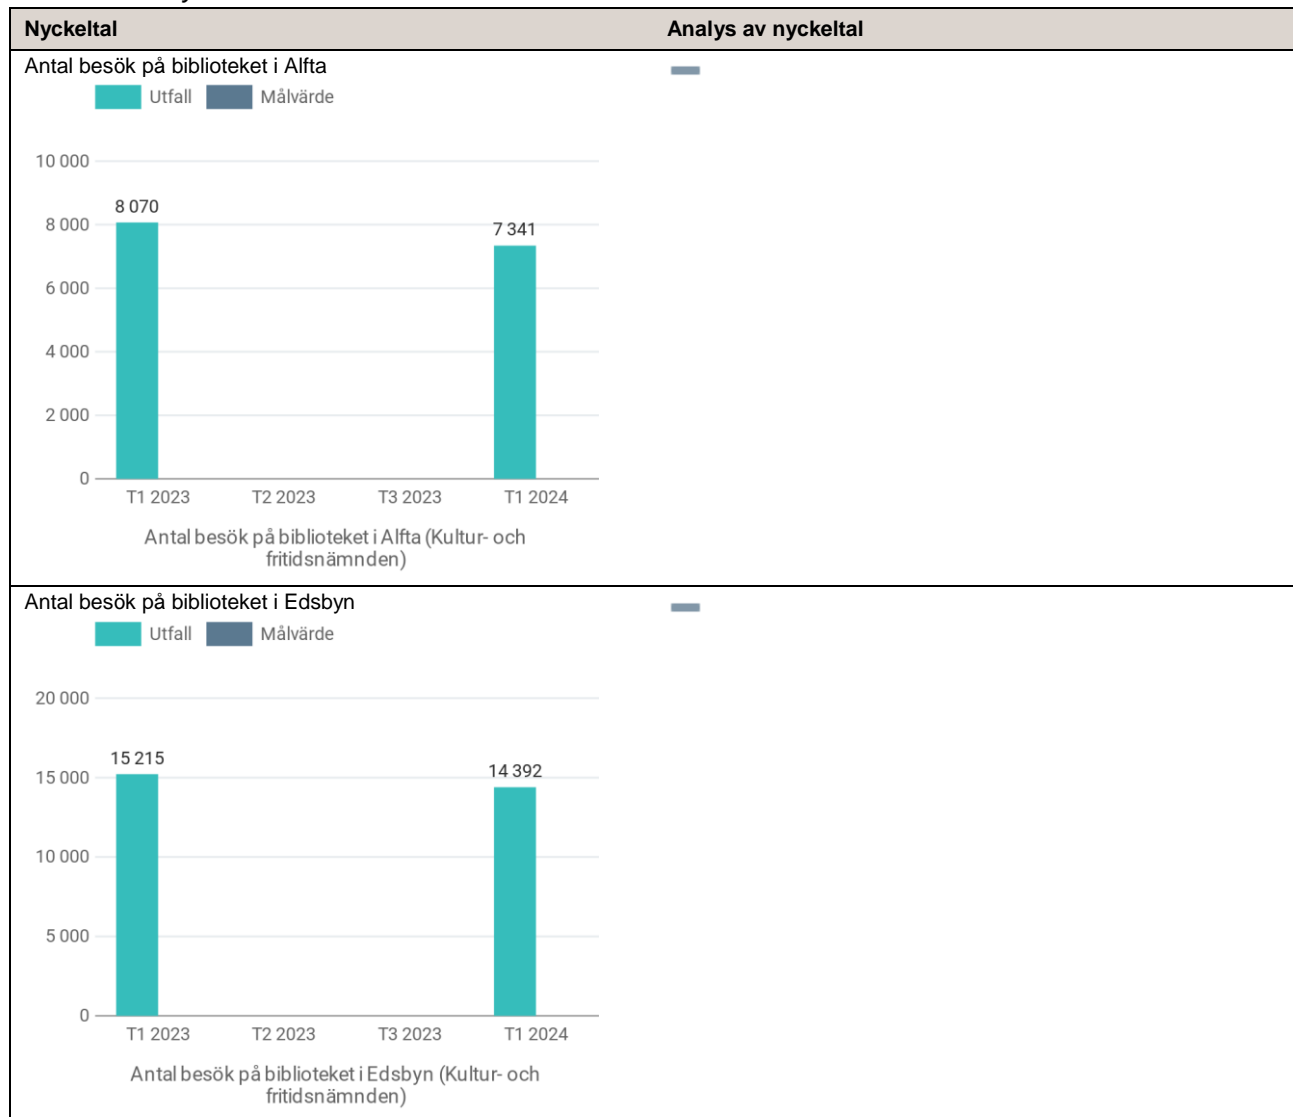 Nyckeltal Analys av nyckeltal
Antal besök på biblioteket i Alfta
Utfall Målvärde
10 000
8 070
8 000
7 341
6 000
4 000
2 000
0
T1 2023 T2 2023 T3 2023 T1 2024
Antal besök på biblioteket i Alfta (Kultur- och
fritidsnämnden)
Antal besök på biblioteket i Edsbyn
Utfall Målvärde
20 000
15 215
15 000
14 392
10 000
5 000
0
T1 2023 T2 2023 T3 2023 T1 2024
Antal besök på biblioteket i Edsbyn (Kultur- och
fritidsnämnden)